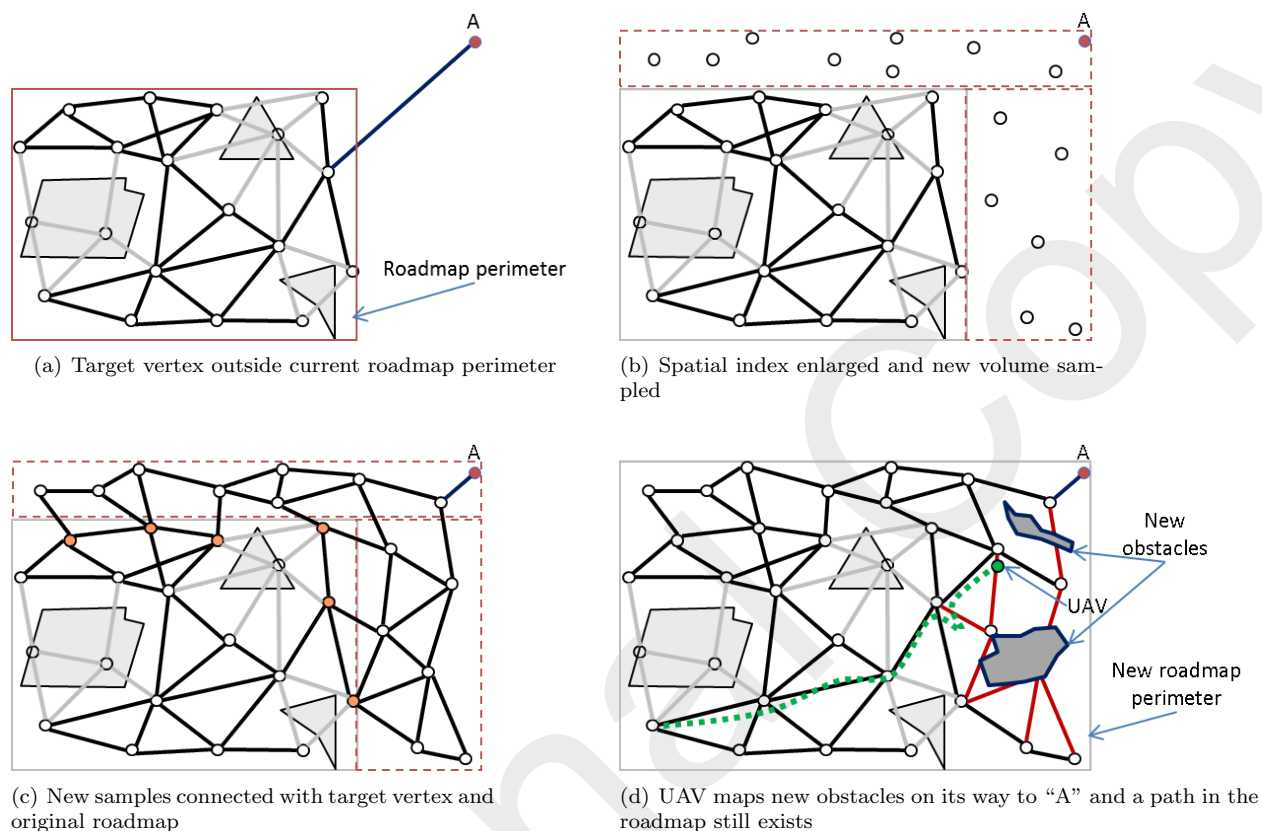 A
Roadmap perimeter
(a) Target vertex outside current roadmap perimeter
A
(b) Spatial index enlarged and new volume sam-
pled
A
(c) New samples connected with target vertex and
original roadmap
A
New
obstacles
UAV
New roadmap
perimeter
(d) UAV maps new obstacles on its way to “A” and a path in the
roadmap still exists